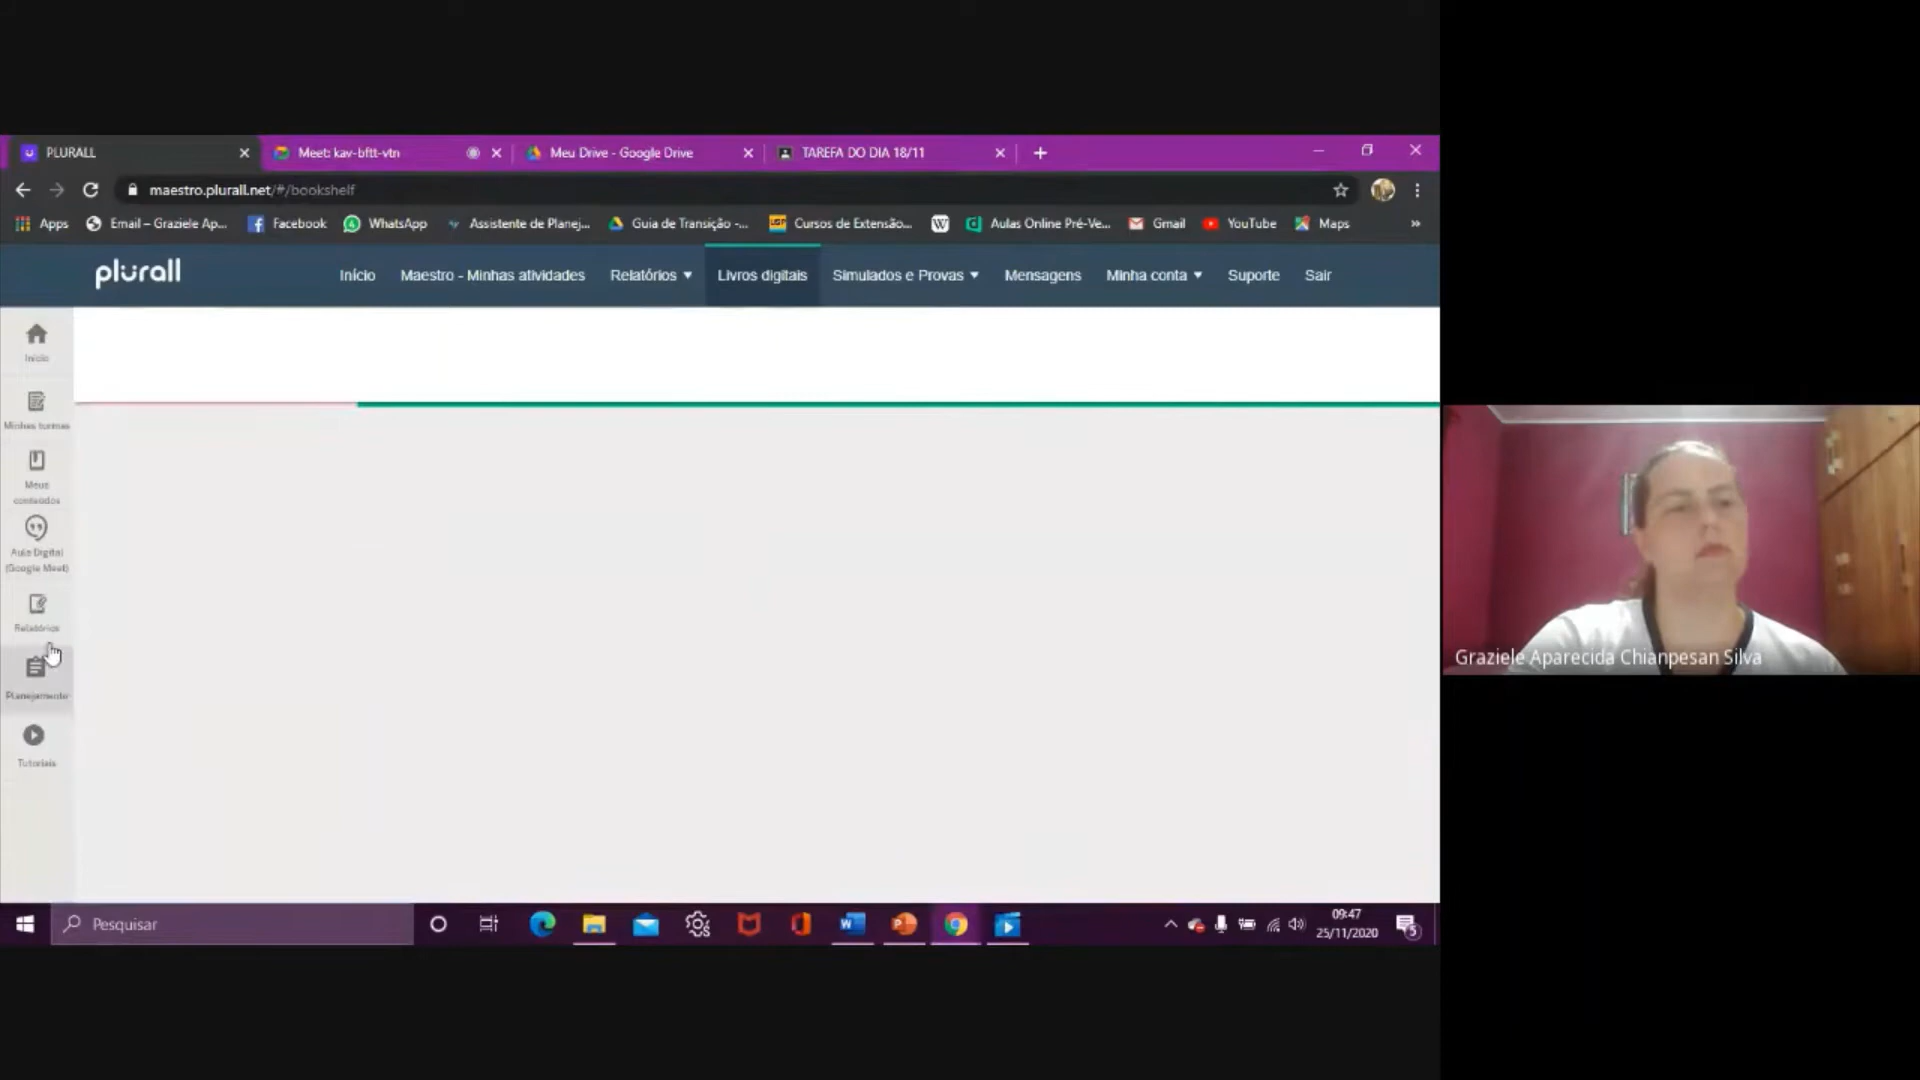 PLURALL
Meet: kav-bftt-vtn
Meu Drive - Google Drive
TAREFA DO DIA 18/11
maestro.plurall.net/#/bookshelf
Apps
Email – Graziele Ap...
Facebook
WhatsApp
Assistente de Planej...
Guia de Transição -...
Cursos de Extensão...
Aulas Online Pré-Ve...
Gmail
YouTube
Maps
»
plurall
Início
Maestro - Minhas atividades
Relatórios
Livros digitais
Simulados e Provas
Mensagens
Minha conta
Suporte
Sair
Início
Minhas turmas
Meus
conteúdos
Aula Digital
(Google Meet)
Relatórios
Planejamento
Tutoriais
Graziele Aparecida Chianpesan Silva
Pesquisar
09:47
25/11/2020
5